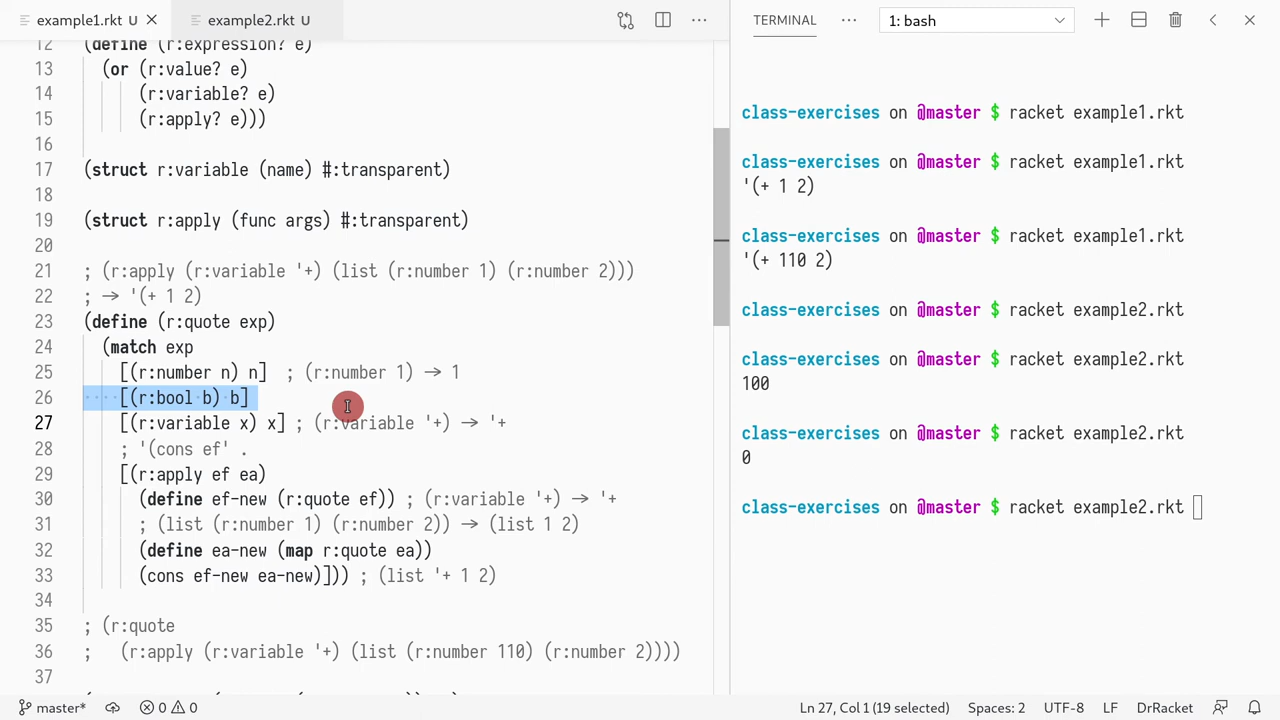 example1.rkt U
example2.rkt U
12 (define (r:expression? e)
13 (or (r:value? e)
14 (r:variable? e)
15 (r:apply? e)))
16
17 (struct r:variable (name) #:transparent)
18
19 (struct r:apply (func args) #:transparent)
20
21 ; (r:apply (r:variable '+) (list (r:number 1) (r:number 2)))
22 ; → '(+ 1 2)
23 (define (r:quote exp)
24 (match exp
25 [(r:number n) n] ; (r:number 1) → 1
26 ····[(r:bool·b)·b]
27 [(r:variable x) x] ; (r:variable '+) → '+
28 ; '(cons ef' .
29 [(r:apply ef ea)
30 (define ef-new (r:quote ef)) ; (r:variable '+) → '+
31 ; (list (r:number 1) (r:number 2)) → (list 1 2)
32 (define ea-new (map r:quote ea))
33 (cons ef-new ea-new)])) ; (list '+ 1 2)
34
35 ; (r:quote
36 ; (r:apply (r:variable '+) (list (r:number 110) (r:number 2))))
37
TERMINAL ··· 1: bash
class-exercises on @master $ racket example1.rkt
class-exercises on @master $ racket example1.rkt
'(+ 1 2)
class-exercises on @master $ racket example1.rkt
'(+ 110 2)
class-exercises on @master $ racket example2.rkt
class-exercises on @master $ racket example2.rkt
100
class-exercises on @master $ racket example2.rkt
0
class-exercises on @master $ racket example2.rkt
master* 0 0 Ln 27, Col 1 (19 selected) Spaces: 2 UTF-8 LF DrRacket